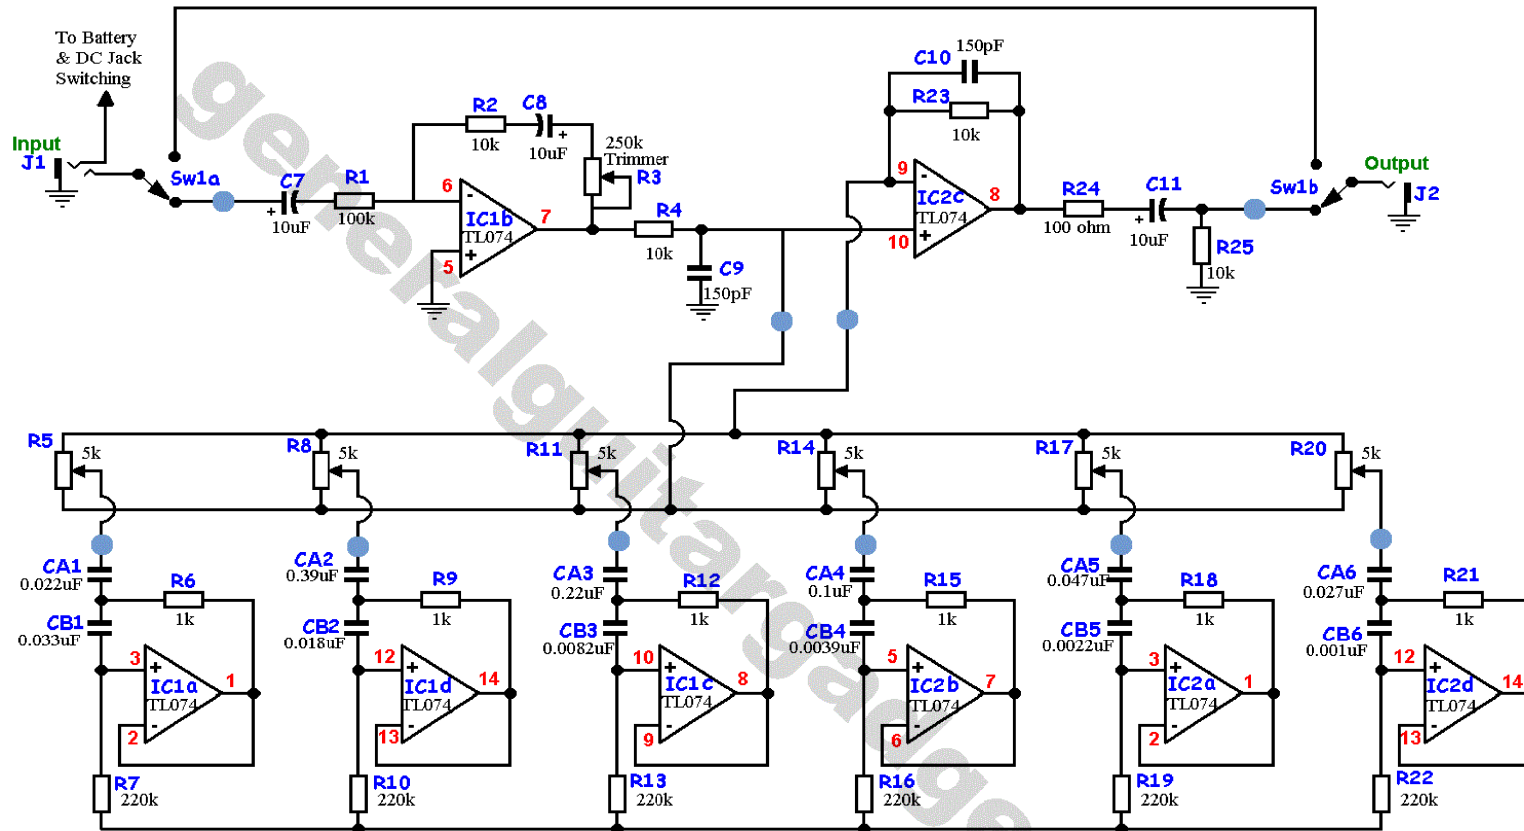 To Battery
& DC Jack
Switching
Input
J1
Sw1a
C7
+
10uF
R1
100k
R2
10k
C8
+
10uF
250k
Trimmer
R3
6
-
IC1b
TL074
+
5
7
R4
10k
C9
150pF
150pF
C10
R23
10k
9
-
IC2c
TL074
10
+
8
R24
100 ohm
C11
+
10uF
R25
10k
Sw1b
Output
J2
R5
5k
R8
5k
R11
5k
R14
5k
R17
5k
R20
5k
CA1
0.022uF
R6
1k
CB1
0.033uF
3
+
IC1a
TL074
1
-
2
R7
220k
CA2
0.39uF
R9
1k
CB2
0.018uF
12
+
IC1d
TL074
14
-
13
R10
220k
CA3
0.22uF
R12
1k
CB3
0.0082uF
10
+
IC1c
TL074
8
-
9
R13
220k
CA4
0.1uF
R15
1k
CB4
0.0039uF
5
+
IC2b
TL074
7
-
6
R16
220k
CA5
0.047uF
R18
1k
CB5
0.0022uF
3
+
IC2a
TL074
1
-
2
R19
220k
CA6
0.027uF
R21
1k
CB6
0.001uF
12
+
IC2d
TL074
14
-
13
R22
220k
generalguitargadge